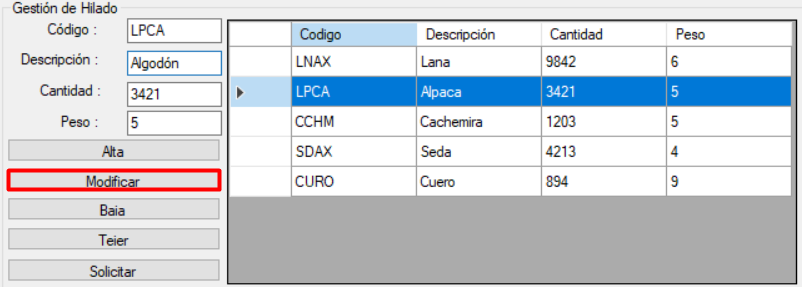 Gestión de Hilado
Código : LPCA
Descripción : Algodón
Cantidad : 3421
Peso : 5
Alta
Modificar
Baia
Teier
Solicitar
Codigo Descripción Cantidad Peso
LNAX Lana 9842 6
LPCA Alpaca 3421 5
CCHM Cachemira 1203 5
SDAX Seda 4213 4
CURO Cuero 894 9